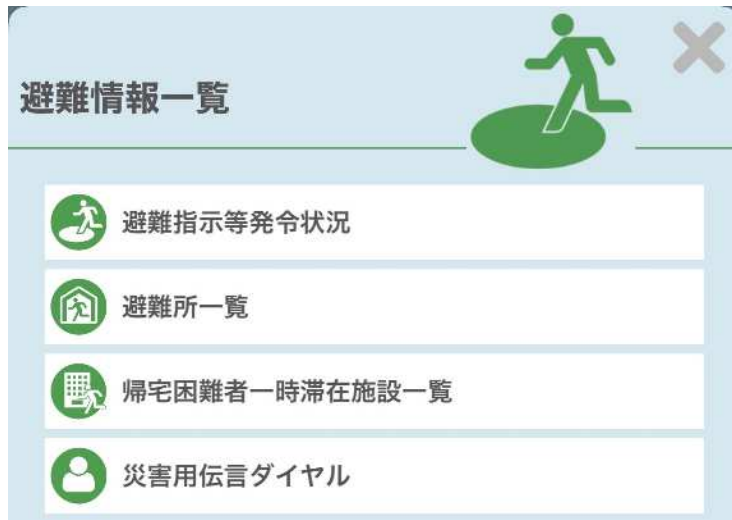 避難情報一覧
避難指示等発令状況
避難所一覧
帰宅困難者一時滞在施設一覧
災害用伝言ダイヤル